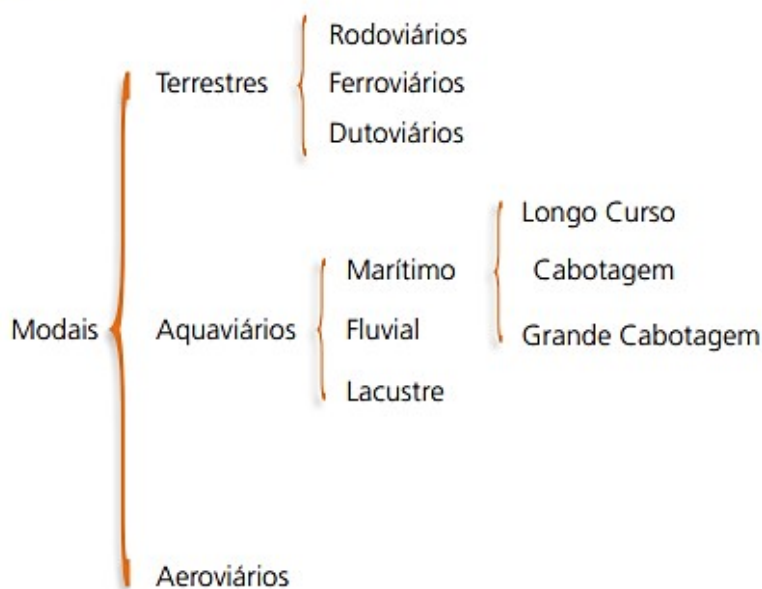 Modais
Terrestres
Rodoviários
Ferroviários
Dutoviários
Aquaviários
Marítimo
Longo Curso
Cabotagem
Grande Cabotagem
Fluvial
Lacustre
Aeroviários